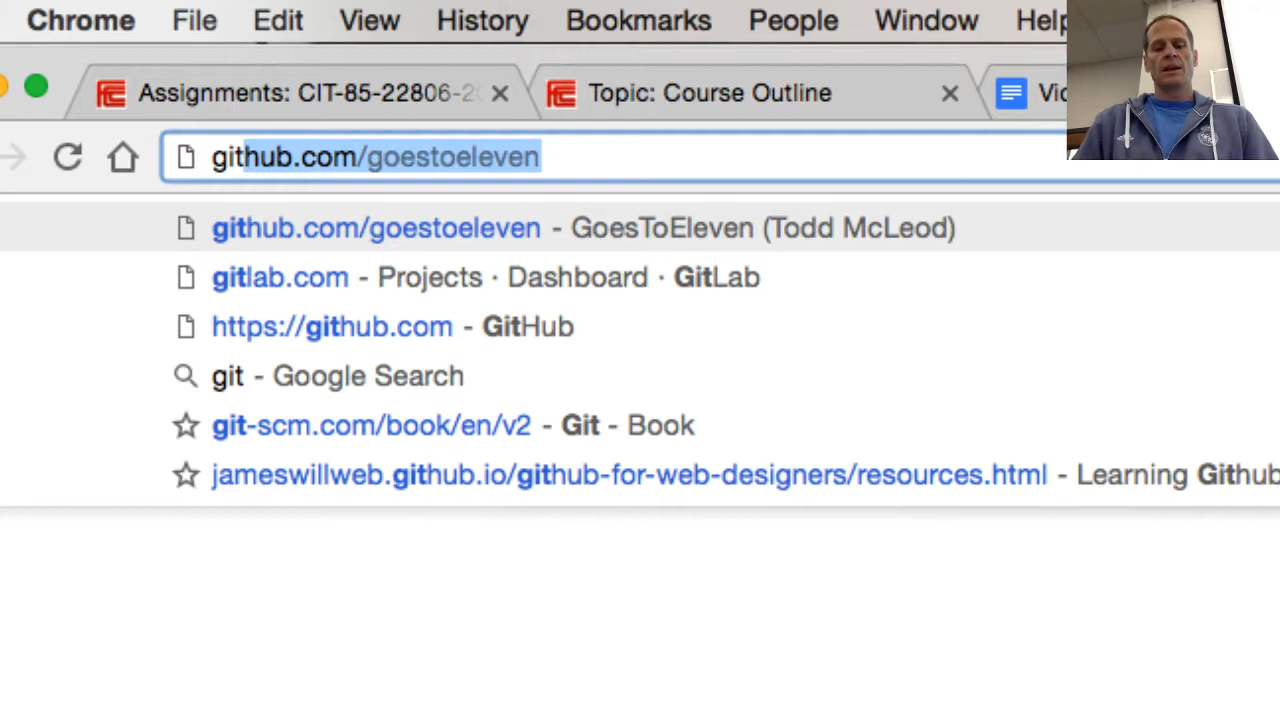 Chrome File Edit View History Bookmarks People Window Help
Assignments: CIT-85-22806-20 Topic: Course Outline
github.com/goestoeleven
github.com/goestoeleven - GoesToEleven (Todd McLeod)
gitlab.com - Projects · Dashboard · GitLab
https://github.com - GitHub
git - Google Search
git-scm.com/book/en/v2 - Git - Book
jameswillweb.github.io/github-for-web-designers/resources.html - Learning Github